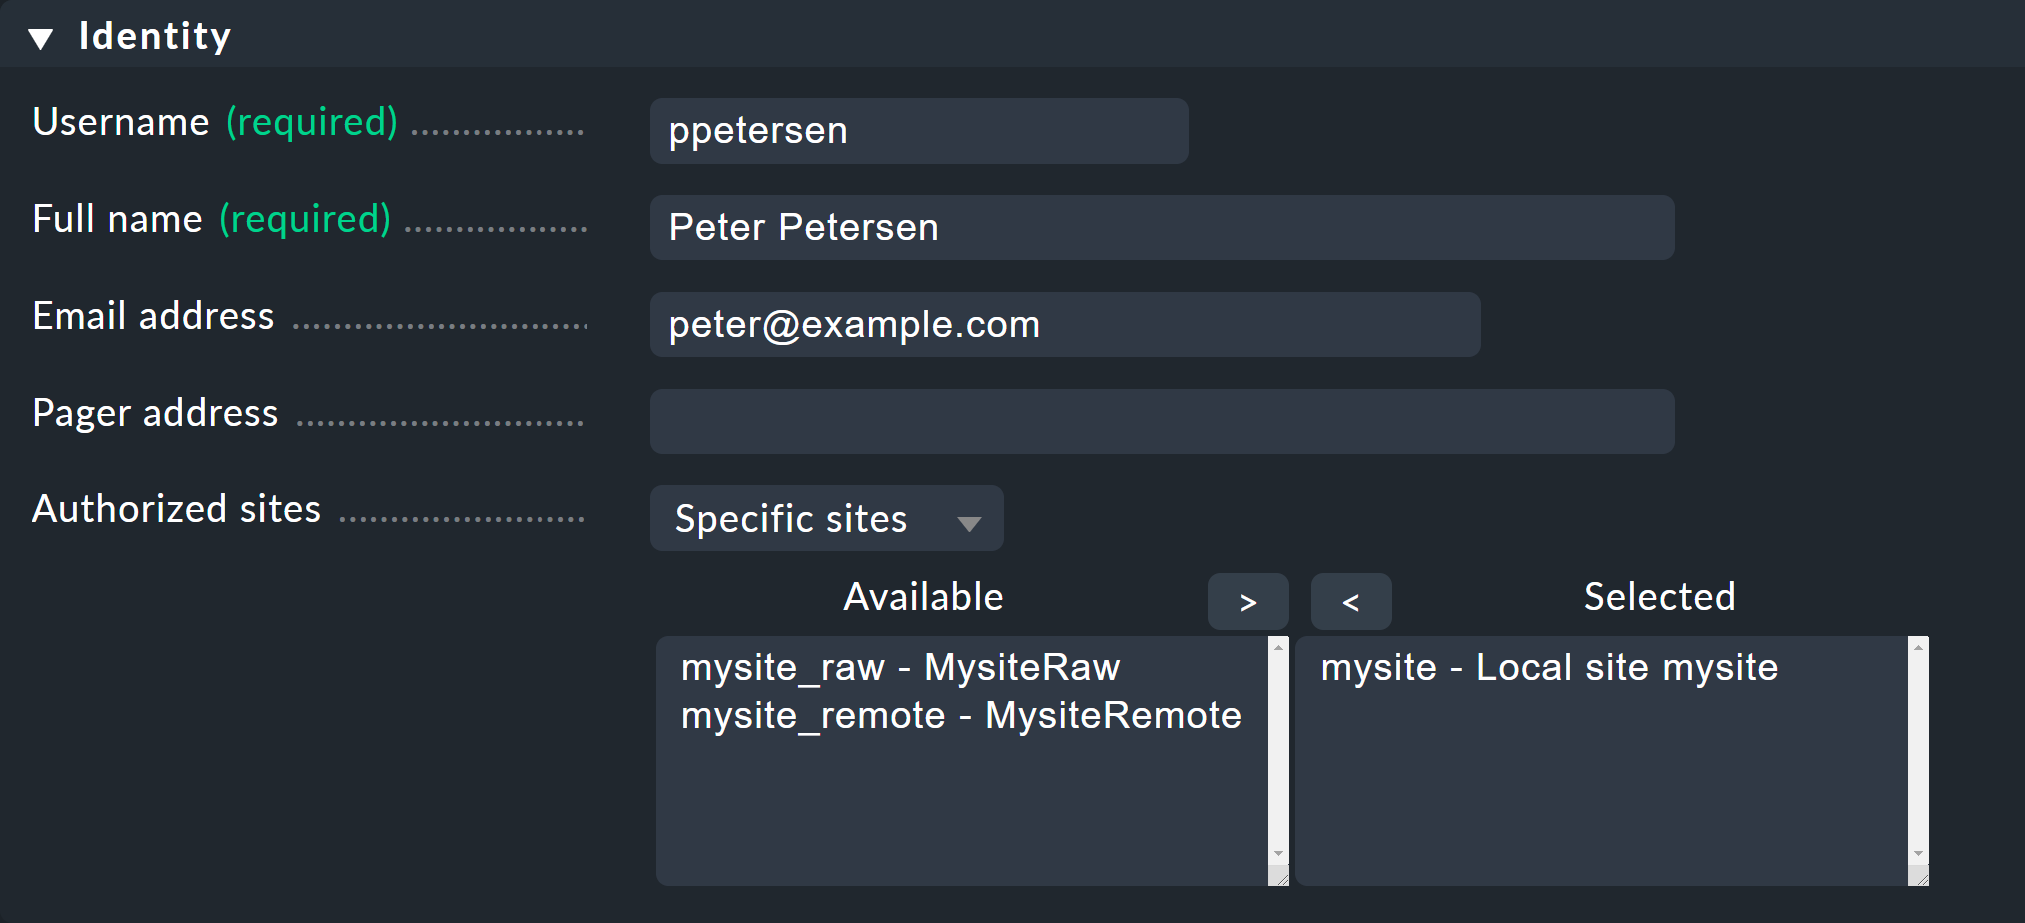 Identity
Username (required)
ppetersen
Full name (required)
Peter Petersen
Email address
peter@example.com
Pager address
Authorized sites
Specific sites
Available > < Selected
mysite_raw - MysiteRaw
mysite_remote - MysiteRemote
mysite - Local site mysite